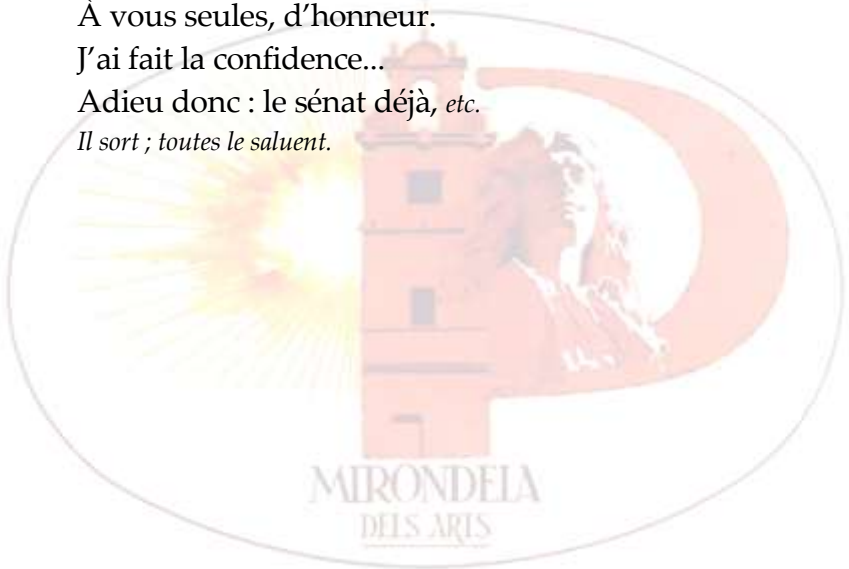 À vous seules, d’honneur.
J’ai fait la confidence...
Adieu donc : le sénat déjà, etc.
Il sort ; toutes le saluent.
MIRONDELA
DELS ARTS